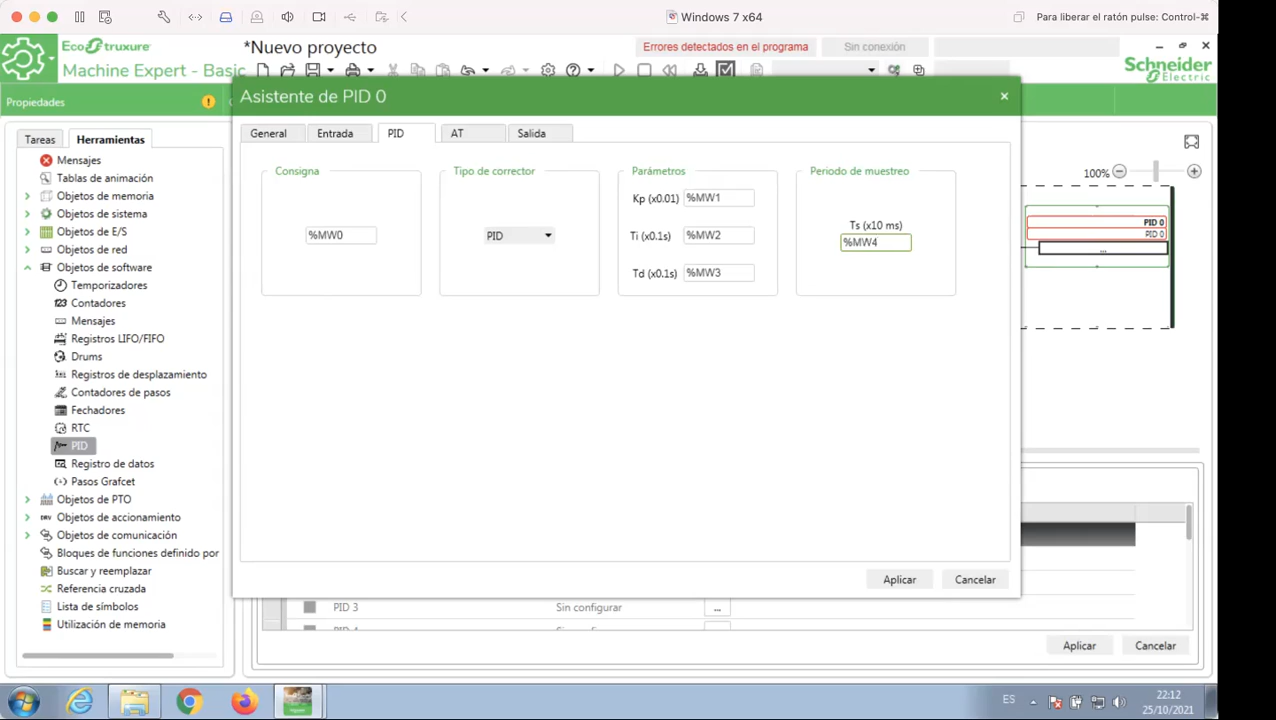 Windows 7 x64
Para liberar el ratón pulse: Control-⌘
EcoStruxure
Machine Expert - Basic
*Nuevo proyecto
Errores detectados en el programa
Sin conexión
Schneider
Electric
Propiedades
Asistente de PID 0
Tareas
Herramientas
Mensajes
Tablas de animación
Objetos de memoria
Objetos de sistema
Objetos de E/S
Objetos de red
Objetos de software
Temporizadores
123 Contadores
Mensajes
Registros LIFO/FIFO
Drums
Registros de desplazamiento
Contadores de pasos
Fechadores
RTC
PID
Registro de datos
Pasos Grafcet
Objetos de PTO
DRV Objetos de accionamiento
Objetos de comunicación
Bloques de funciones definido por
Buscar y reemplazar
Referencia cruzada
Lista de símbolos
Utilización de memoria
General
Entrada
PID
AT
Salida
Consigna
%MW0
Tipo de corrector
PID
Parámetros
Kp (x0.01) %MW1
Ti (x0.1s) %MW2
Td (x0.1s) %MW3
Periodo de muestreo
Ts (x10 ms)
%MW4
Aplicar
Cancelar
100%
PID 0
PID 0
...
PID 3
Sin configurar
...
Aplicar
Cancelar
ES
22:12
25/10/2021